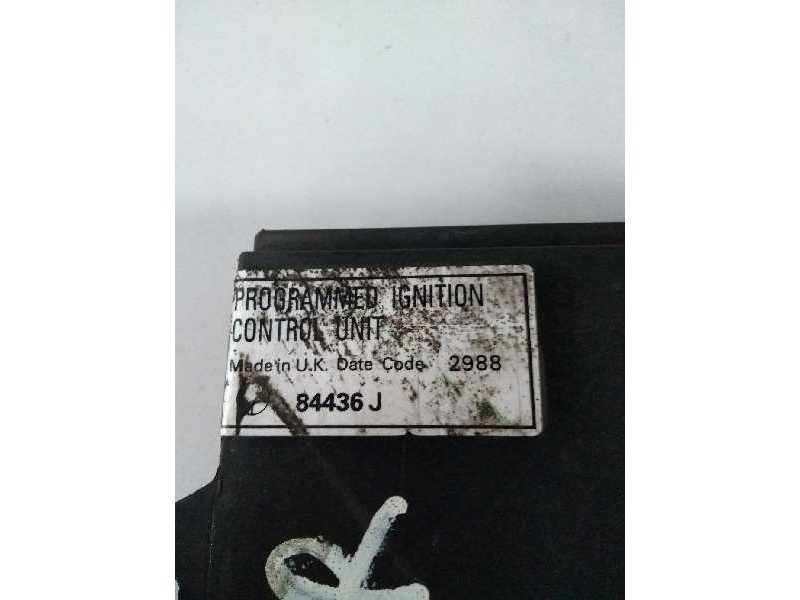 PROGRAMMED IGNITION
CONTROL UNIT
Made in U.K. Date Code 2988
84436 J